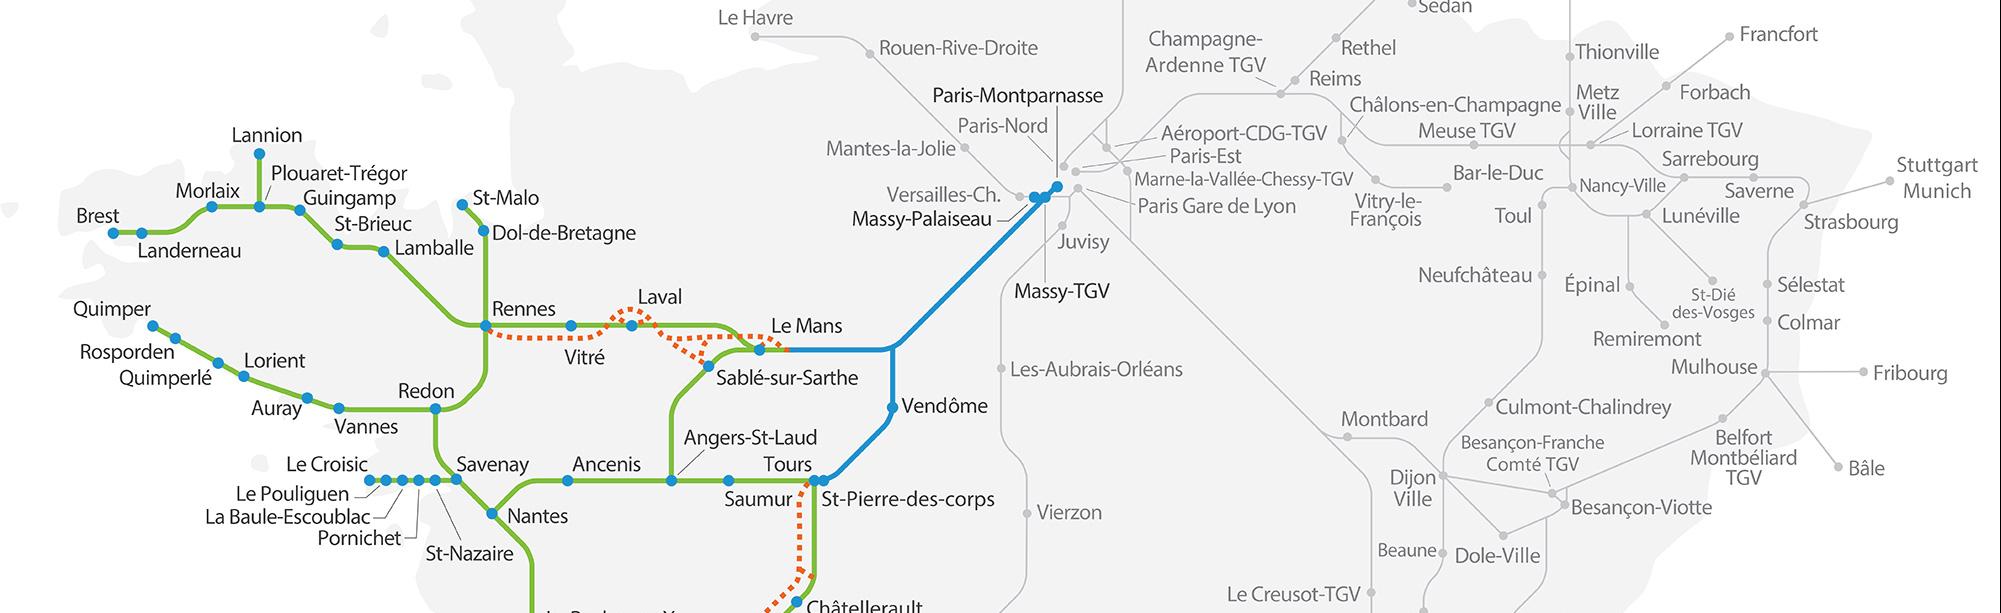 Le Havre
Sedan
Rouen-Rive-Droite
Champagne-
Ardenne TGV
Rethel
Reims
Thionville
Francfort
Metz
Ville
Forbach
Paris-Montparnasse
Paris-Nord
Châlons-en-Champagne
Meuse TGV
Lorraine TGV
Aéroport-CDG-TGV
Paris-Est
Mantes-la-Jolie
Marne-la-Vallée-Chessy-TGV
Bar-le-Duc
Sarrebourg
Saverne
Stuttgart
Munich
Versailles-Ch.
Massy-Palaiseau
Paris Gare de Lyon
Vitry-le-
François
Nancy-Ville
Toul
Lunéville
Strasbourg
Juvisy
Massy-TGV
Neufchâteau
Épinal
St-Dié
des-Vosges
Remiremont
Sélestat
Colmar
Mulhouse
Fribourg
Lannion
Plouaret-Trégor
Morlaix
Guingamp
Brest
Landerneau
St-Brieuc
Lamballe
St-Malo
Dol-de-Bretagne
Quimper
Rosporden
Quimperlé
Lorient
Auray
Vannes
Redon
Rennes
Vitré
Laval
Le Mans
Sablé-sur-Sarthe
Vendôme
Les-Aubrais-Orléans
Montbard
Culmont-Chalindrey
Besançon-Franche
Comté TGV
Belfort
Montbéliard
TGV
Bâle
Dijon
Ville
Besançon-Viotte
Beaune
Dole-Ville
Le Creusot-TGV
Vierzon
Le Croisic
Le Pouliguen
La Baule-Escoublac
Pornichet
St-Nazaire
Savenay
Nantes
Ancenis
Angers-St-Laud
Saumur
Tours
St-Pierre-des-corps
Châtellerault